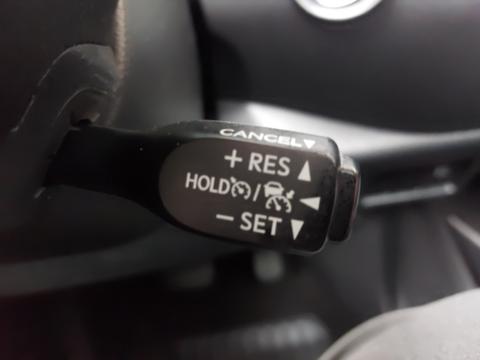 CANCEL▼
+ RES ▲
HOLD / ◀
− SET ▼